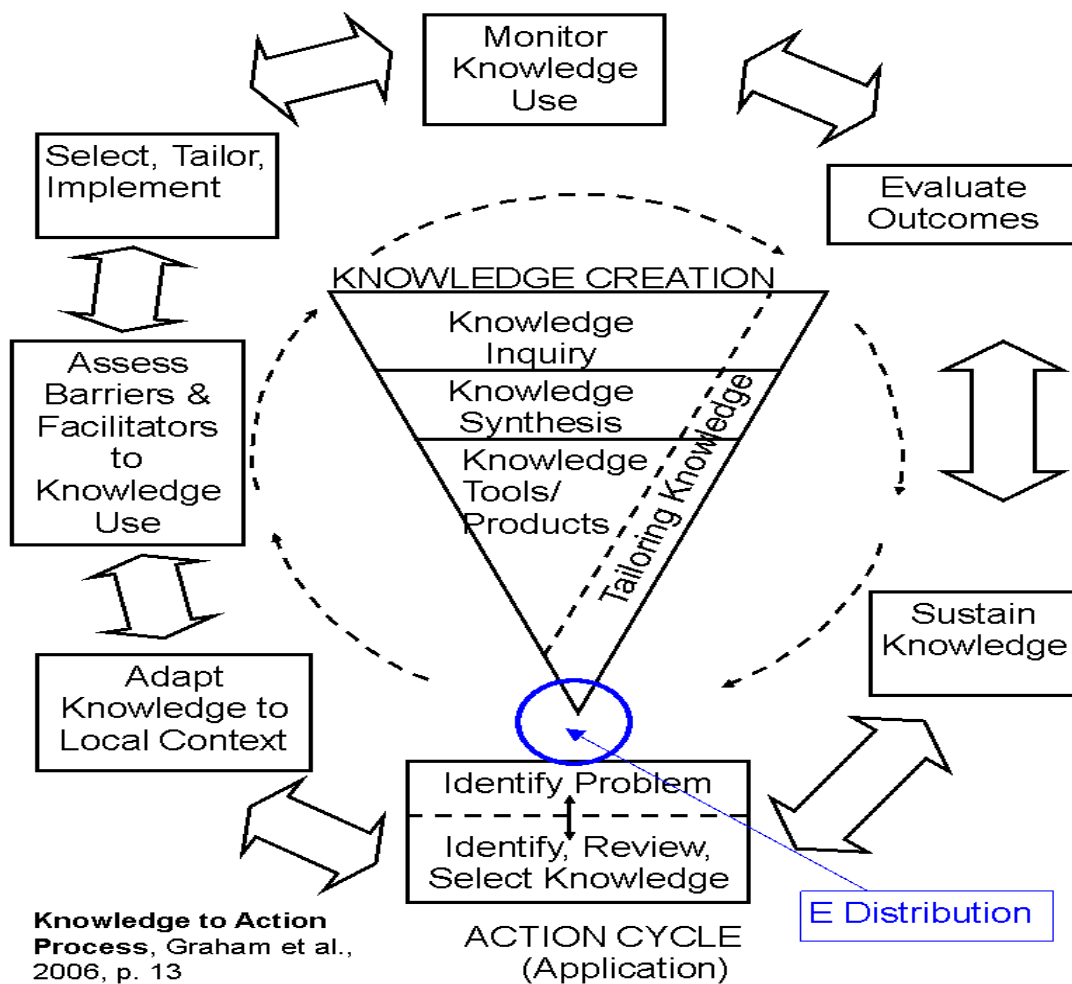 Monitor
Knowledge
Use
Select, Tailor,
Implement
Evaluate
Outcomes
KNOWLEDGE CREATION
Knowledge
Inquiry
Knowledge
Synthesis
Knowledge
Tools/
Products
Tailoring Knowledge
Assess
Barriers &
Facilitators
to
Knowledge
Use
Sustain
Knowledge
Adapt
Knowledge to
Local Context
Identify Problem
Identify, Review,
Select Knowledge
E Distribution
Knowledge to Action
Process, Graham et al.,
2006, p. 13
ACTION CYCLE
(Application)